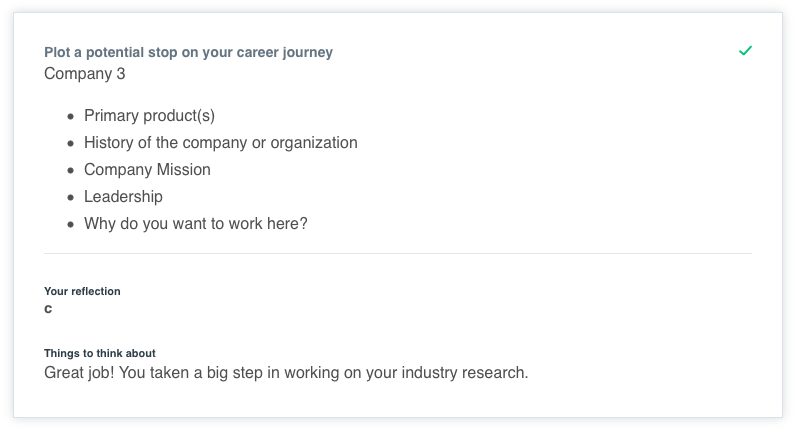 Plot a potential stop on your career journey
Company 3
Primary product(s)
History of the company or organization
Company Mission
Leadership
Why do you want to work here?
Your reflection
c
Things to think about
Great job! You taken a big step in working on your industry research.